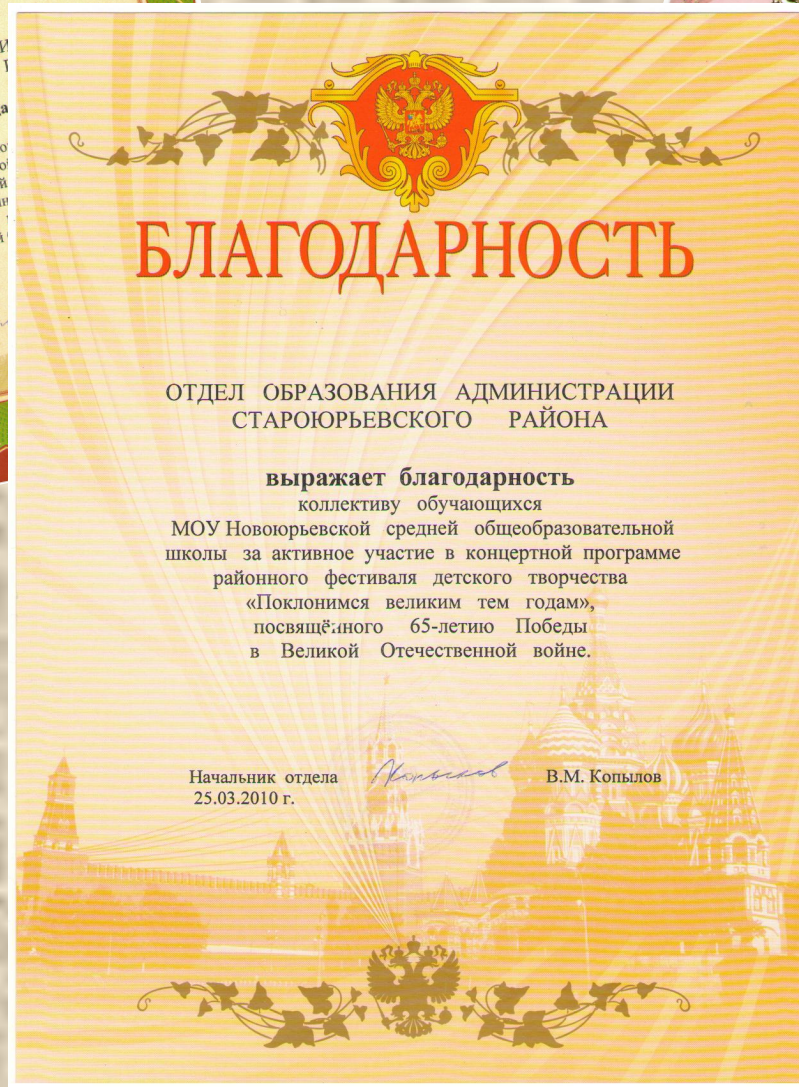 БЛАГОДАРНОСТЬ
ОТДЕЛ ОБРАЗОВАНИЯ АДМИНИСТРАЦИИ
СТАРОЮРЬЕВСКОГО РАЙОНА
выражает благодарность
коллективу обучающихся
МОУ Новоюрьевской средней общеобразовательной
школы за активное участие в концертной программе
районного фестиваля детского творчества
«Поклонимся великим тем годам»,
посвящённого 65-летию Победы
в Великой Отечественной войне.
Начальник отдела Копылов В.М. Копылов
25.03.2010 г.